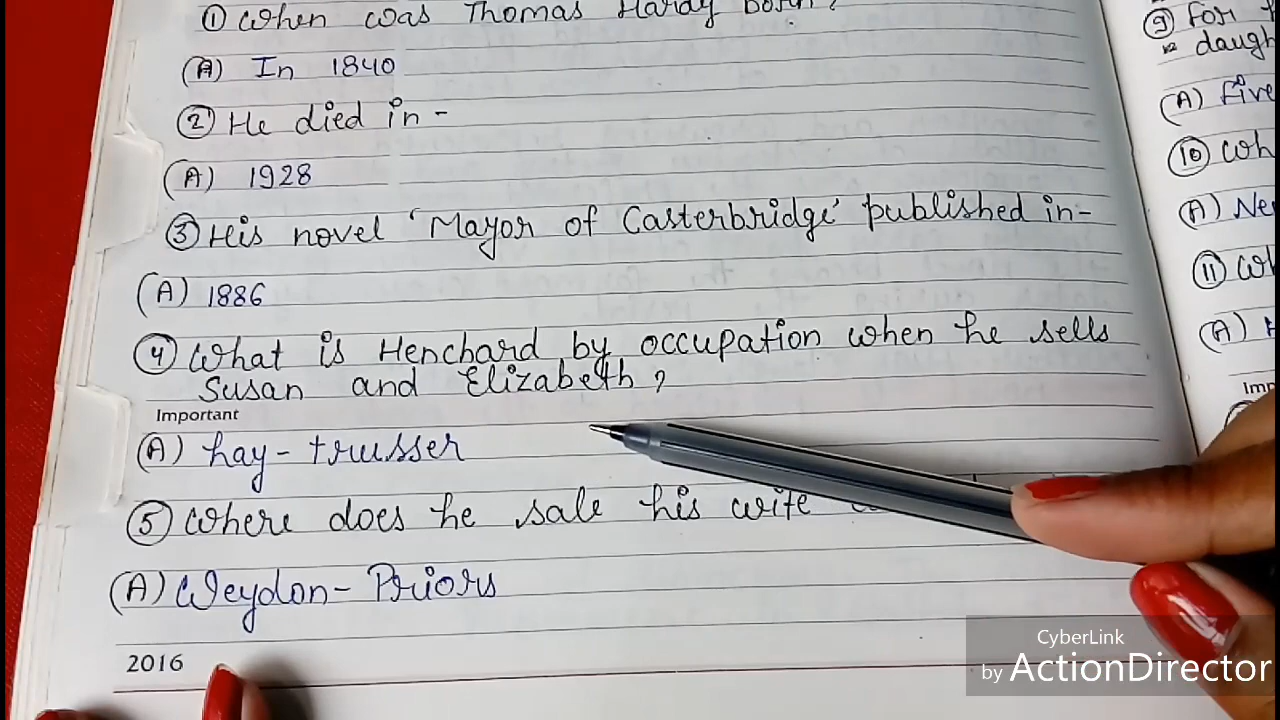 ① When was Thomas Hardy born?
(A) In 1840
② He died in -
(A) 1928
③ His novel 'Mayor of Casterbridge' published in -
(A) 1886
④ What is Henchard by occupation when he sells
Susan and Elizabeth?
Important
(A) hay-trusser
⑤ Where does he sale his wife
(A) Weydon-Priors
2016
⑨ For
daugh
(A) Five
⑩ Wh
(A) Ne
⑪ Wh
(A)
Imp
CyberLink
by ActionDirector